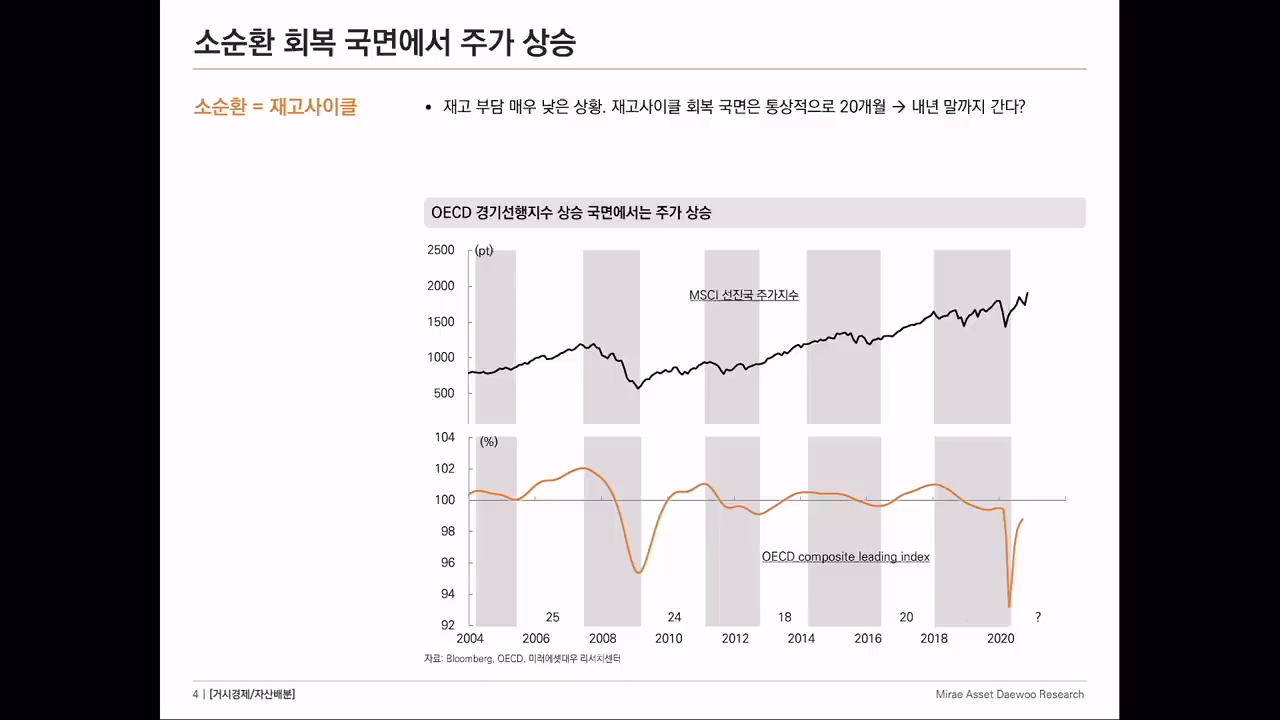 소순환 회복 국면에서 주가 상승
소순환 = 재고사이클
• 재고 부담 매우 낮은 상황. 재고사이클 회복 국면은 통상적으로 20개월 → 내년 말까지 간다?
OECD 경기선행지수 상승 국면에서는 주가 상승
2500
(pt)
2000
MSCI 선진국 주가지수
1500
1000
500
104
(%)
102
100
98
96
OECD composite leading index
94
25 24 18 20 ?
92
2004 2006 2008 2010 2012 2014 2016 2018 2020
자료: Bloomberg, OECD, 미래에셋대우 리서치센터
4 | [거시경제/자산배분]
Mirae Asset Daewoo Research